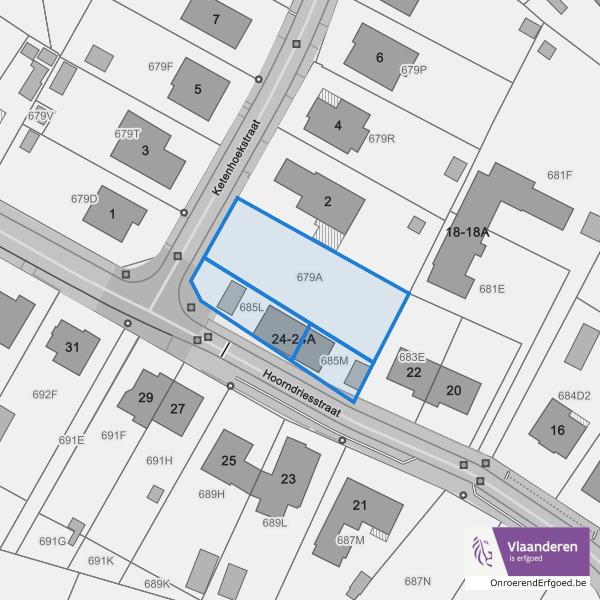 7
6
679F
679P
5
679V
4
679T
679R
3
Ketenhoekstraat
681F
679D
2
1
18-18A
679A
681E
685L
24-24A
31
685M
683E
22
20
Hoorndriesstraat
692F
29
27
684D2
691F
16
691E
25
691H
23
689H
21
689L
691G
687M
691K
689K
687N
Vlaanderen
is erfgoed
OnroerendErfgoed.be